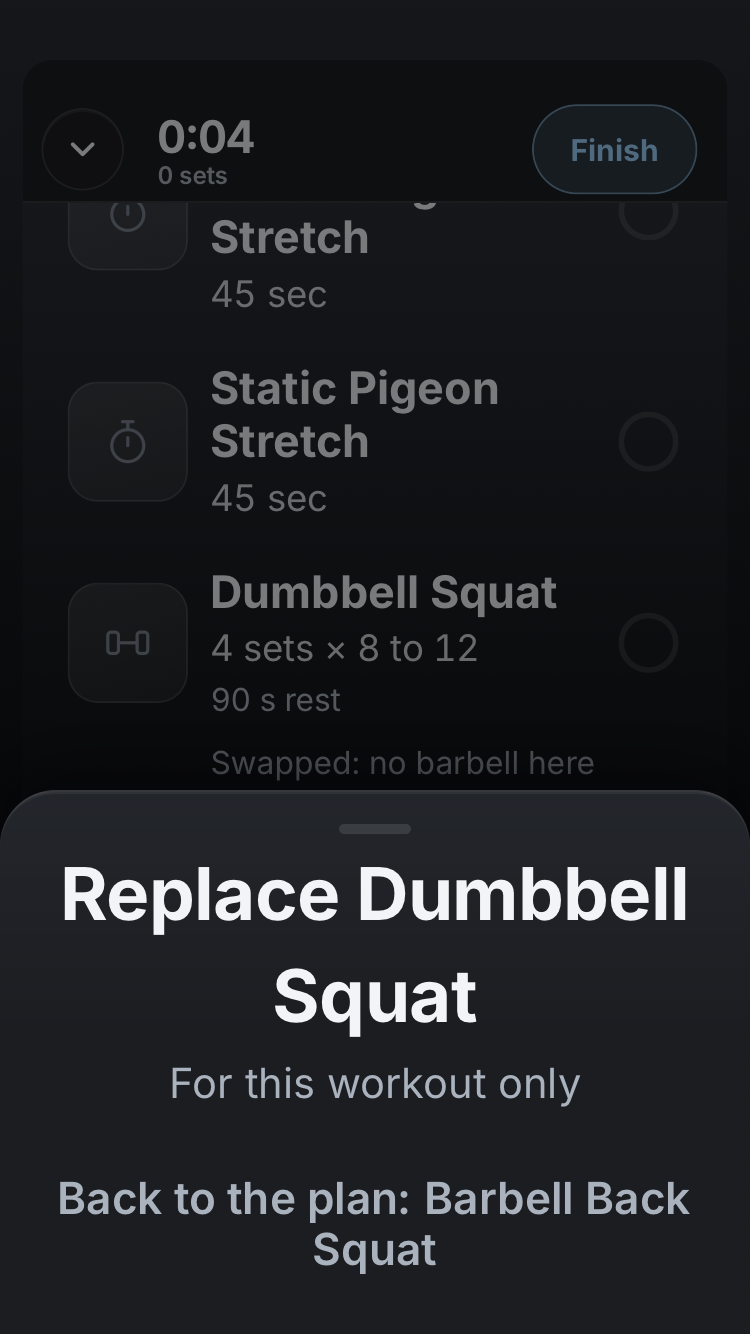 0:04
0 sets
Finish
Stretch
45 sec
Static Pigeon
Stretch
45 sec
Dumbbell Squat
4 sets × 8 to 12
90 s rest
Swapped: no barbell here
Replace Dumbbell
Squat
For this workout only
Back to the plan: Barbell Back
Squat